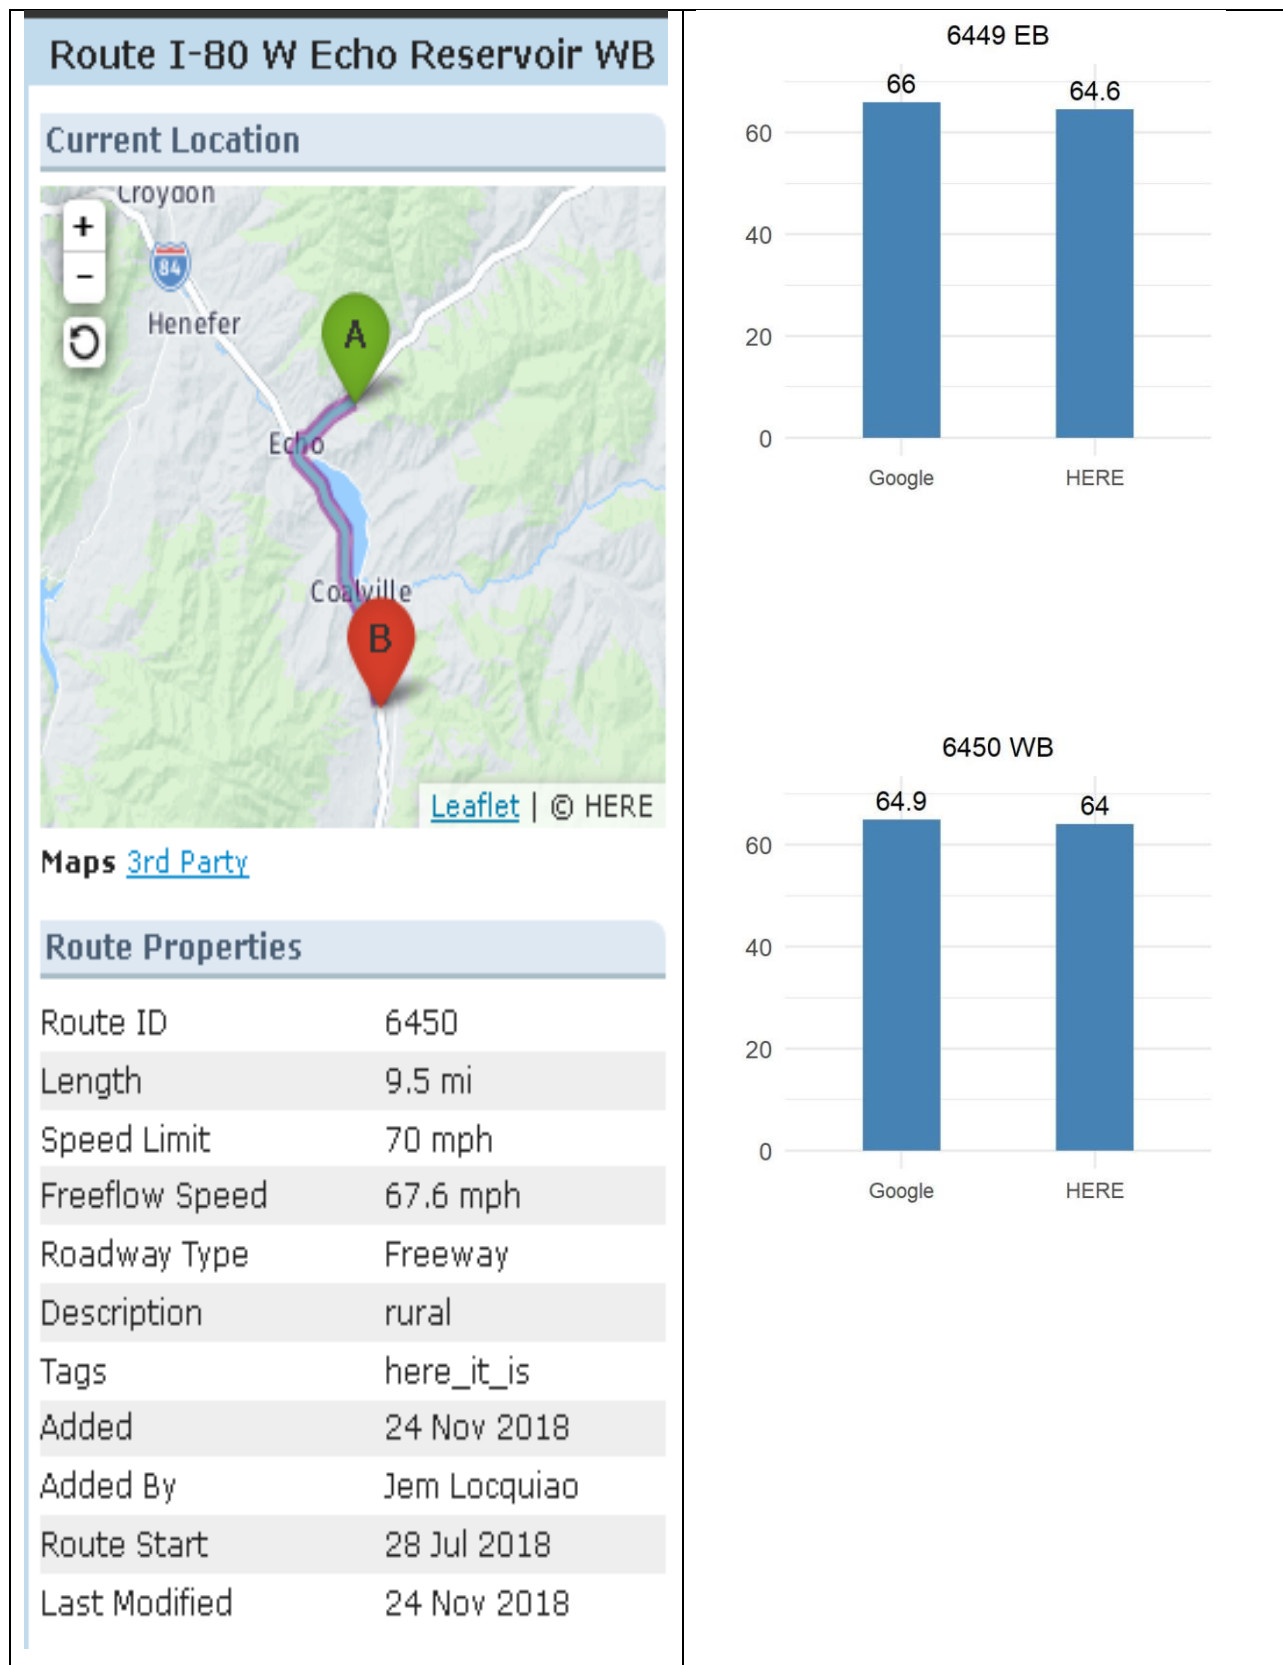 Route I-80 W Echo Reservoir WB
Current Location
Croydon
+
84
−
Henefer
A
Echo
Coalville
B
Leaflet | © HERE
Maps 3rd Party
Route Properties
Route ID 6450
Length 9.5 mi
Speed Limit 70 mph
Freeflow Speed 67.6 mph
Roadway Type Freeway
Description rural
Tags here_it_is
Added 24 Nov 2018
Added By Jem Locquiao
Route Start 28 Jul 2018
Last Modified 24 Nov 2018
6449 EB
66
64.6
60
40
20
0
Google HERE
6450 WB
64.9
64
60
40
20
0
Google HERE